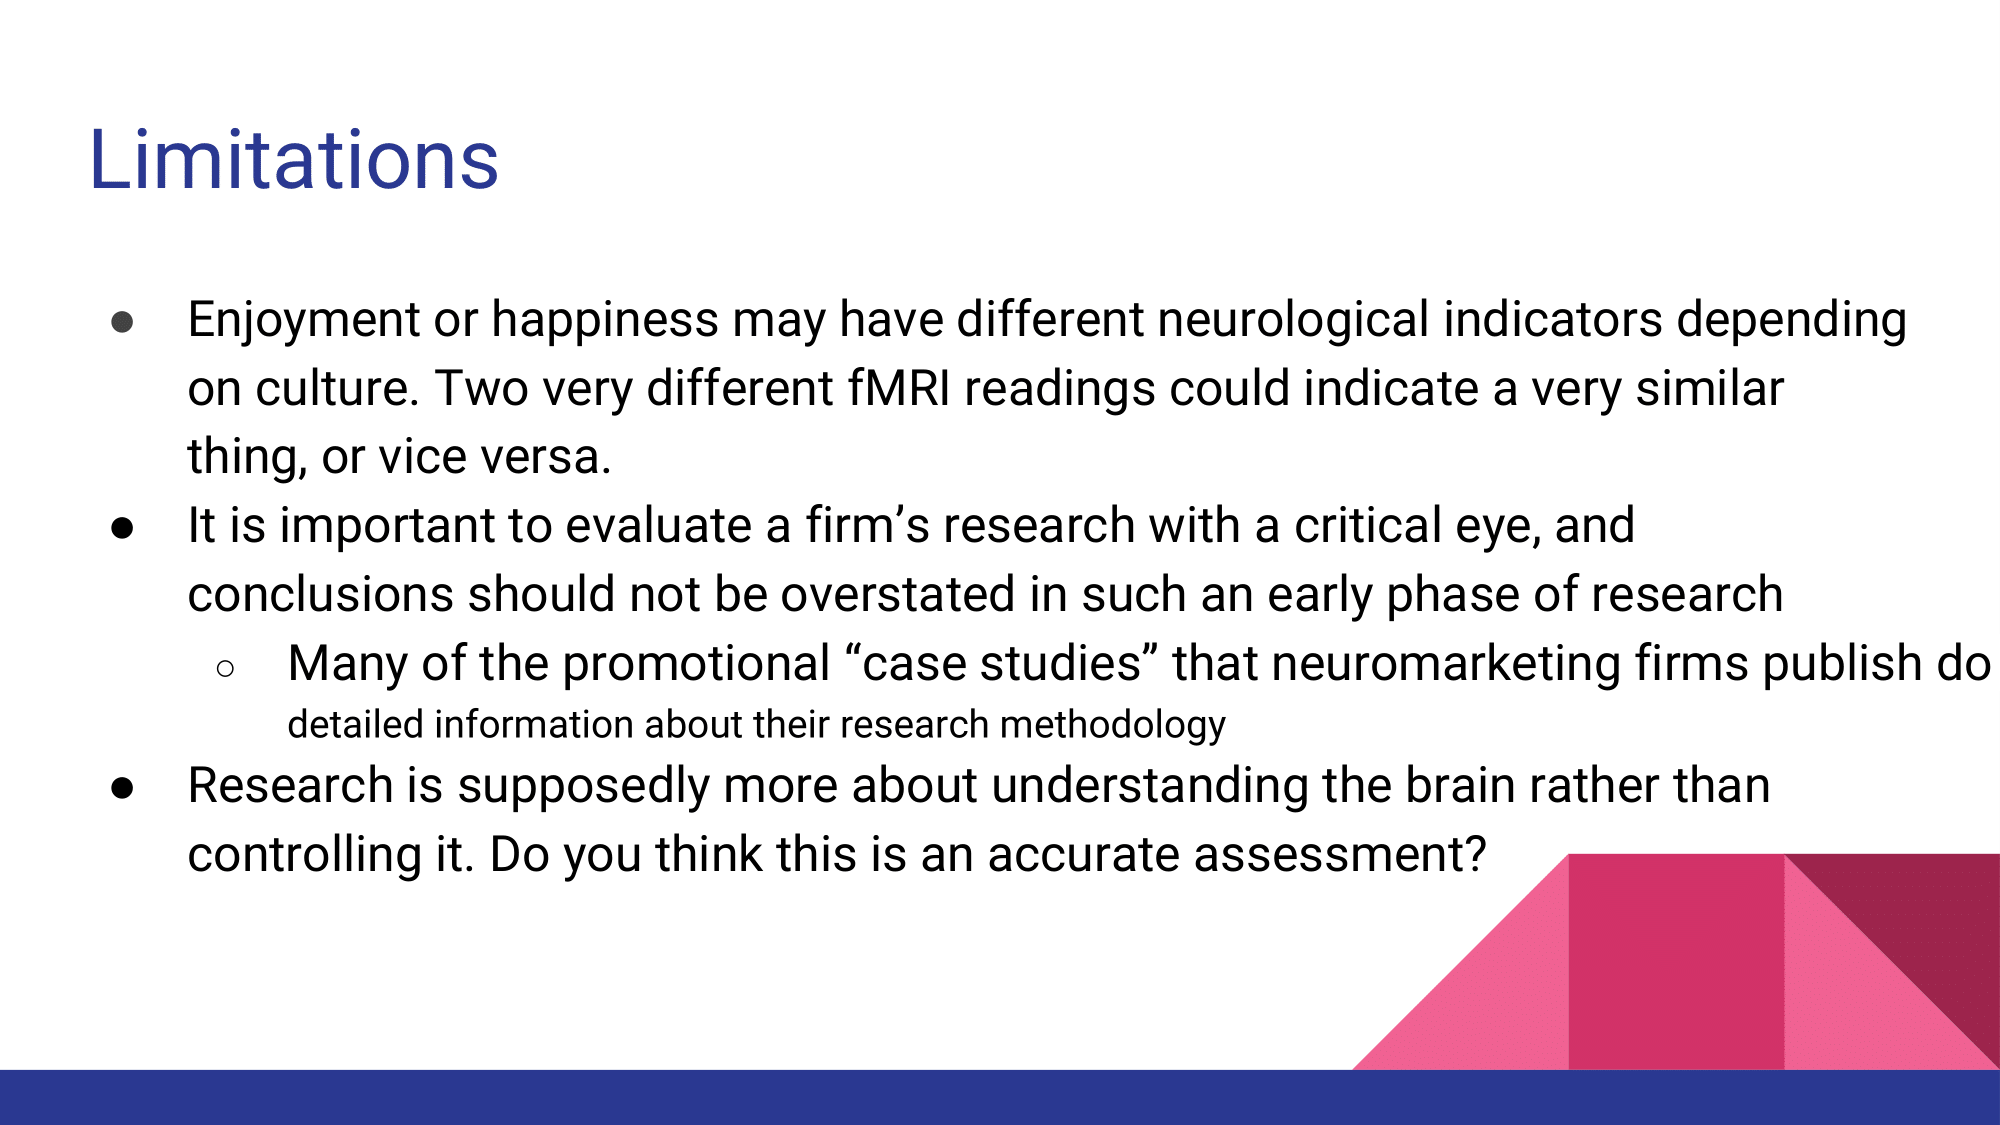 Limitations
● Enjoyment or happiness may have different neurological indicators depending
on culture. Two very different fMRI readings could indicate a very similar
thing, or vice versa.
● It is important to evaluate a firm’s research with a critical eye, and
conclusions should not be overstated in such an early phase of research
○ Many of the promotional “case studies” that neuromarketing firms publish do
detailed information about their research methodology
● Research is supposedly more about understanding the brain rather than
controlling it. Do you think this is an accurate assessment?